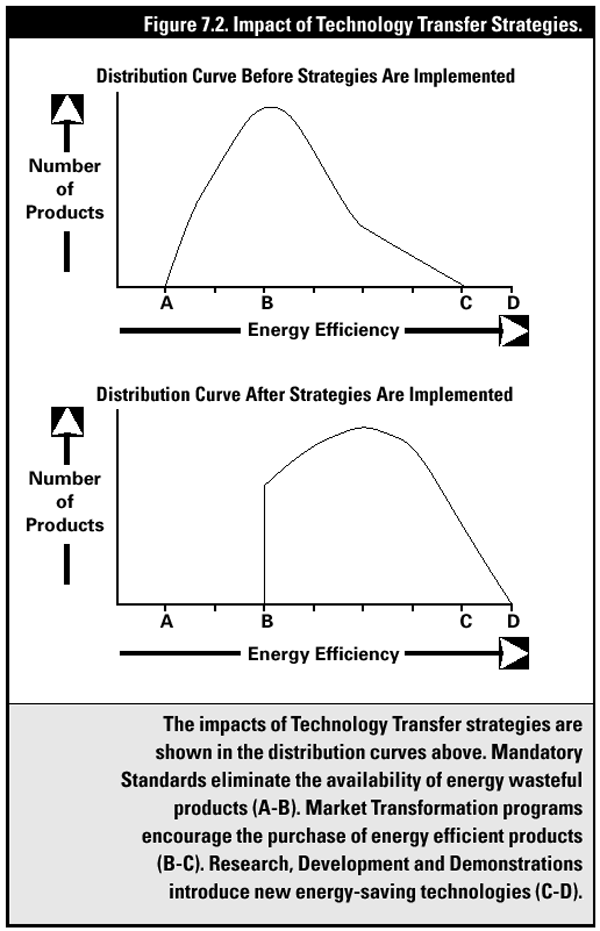 Figure 7.2. Impact of Technology Transfer Strategies.
Distribution Curve Before Strategies Are Implemented
Number
of
Products
A B C D
Energy Efficiency
Distribution Curve After Strategies Are Implemented
Number
of
Products
A B C D
Energy Efficiency
The impacts of Technology Transfer strategies are
shown in the distribution curves above. Mandatory
Standards eliminate the availability of energy wasteful
products (A-B). Market Transformation programs
encourage the purchase of energy efficient products
(B-C). Research, Development and Demonstrations
introduce new energy-saving technologies (C-D).